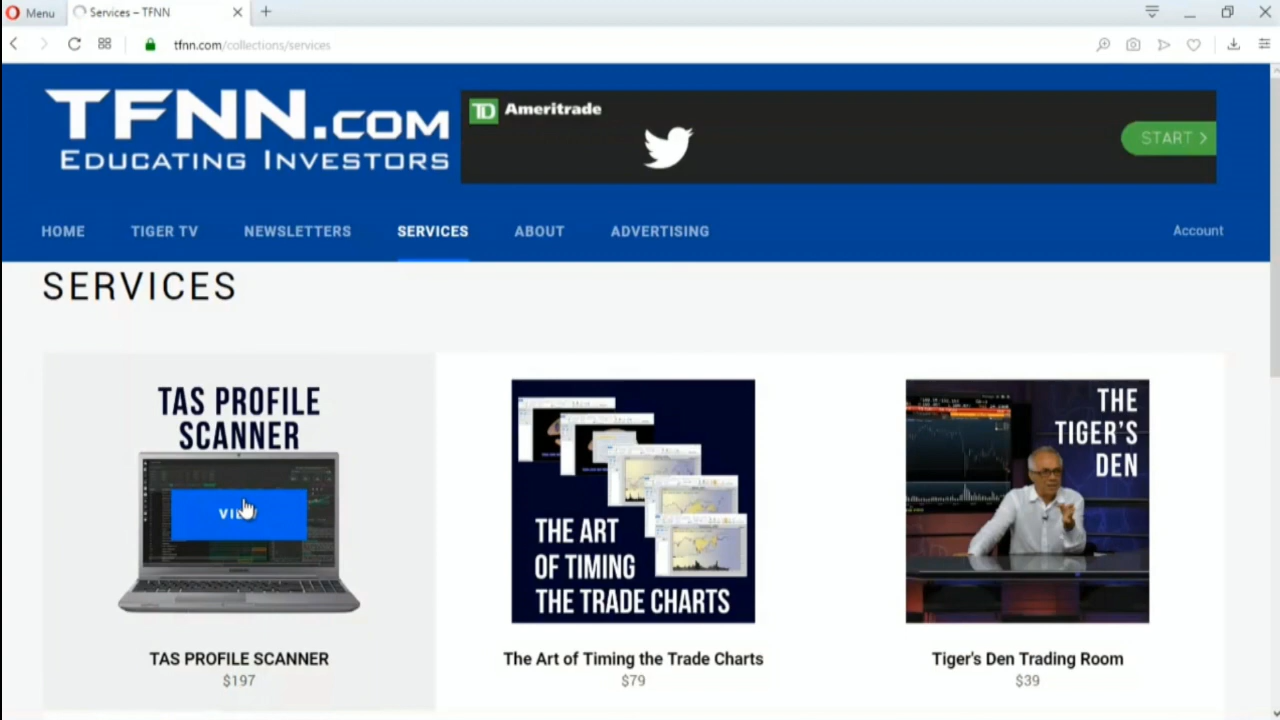 Menu
Services – TFNN
tfnn.com/collections/services
TFNN.COM
EDUCATING INVESTORS
TD Ameritrade
START >
HOME
TIGER TV
NEWSLETTERS
SERVICES
ABOUT
ADVERTISING
Account
SERVICES
TAS PROFILE
SCANNER
THE ART
OF TIMING
THE TRADE CHARTS
THE
TIGER'S
DEN
TAS PROFILE SCANNER
$197
The Art of Timing the Trade Charts
$79
Tiger's Den Trading Room
$39